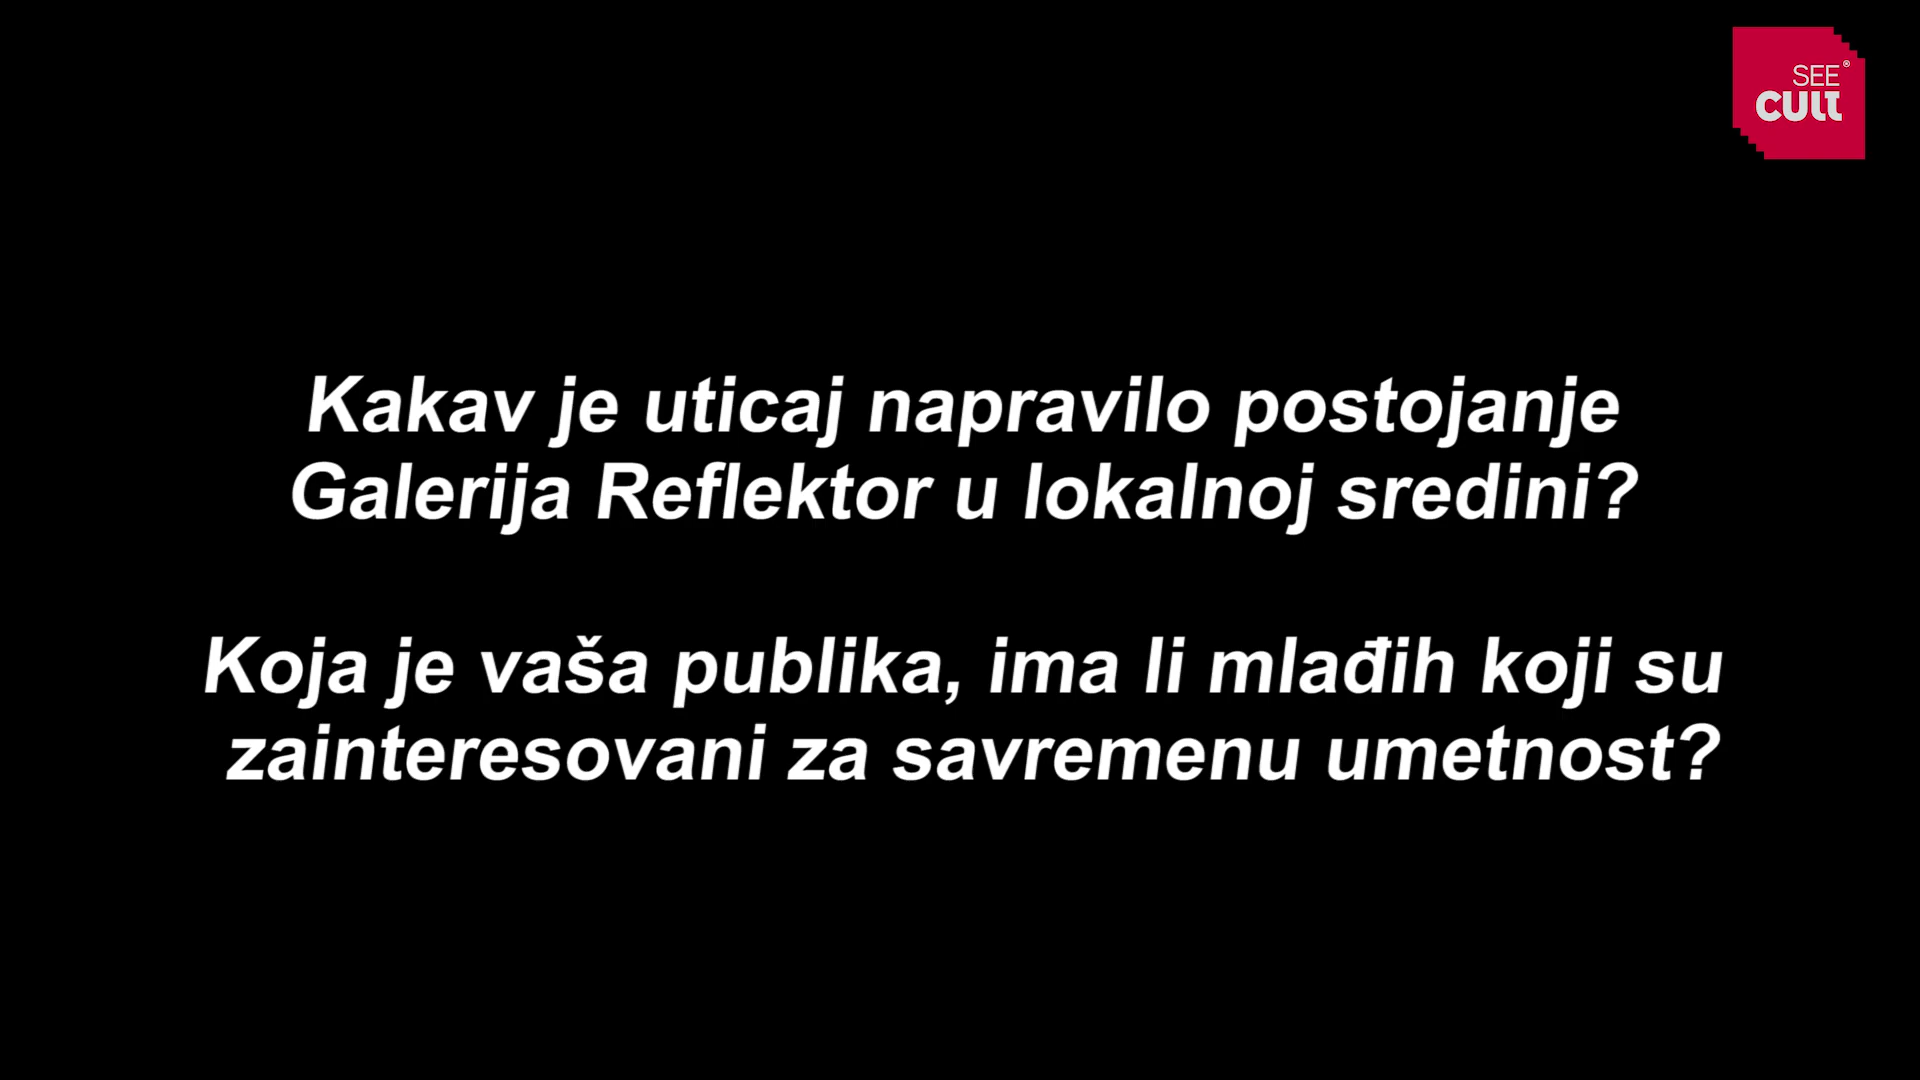 SEE®
CULT
Kakav je uticaj napravilo postojanje
Galerija Reflektor u lokalnoj sredini?
Koja je vaša publika, ima li mlađih koji su
zainteresovani za savremenu umetnost?